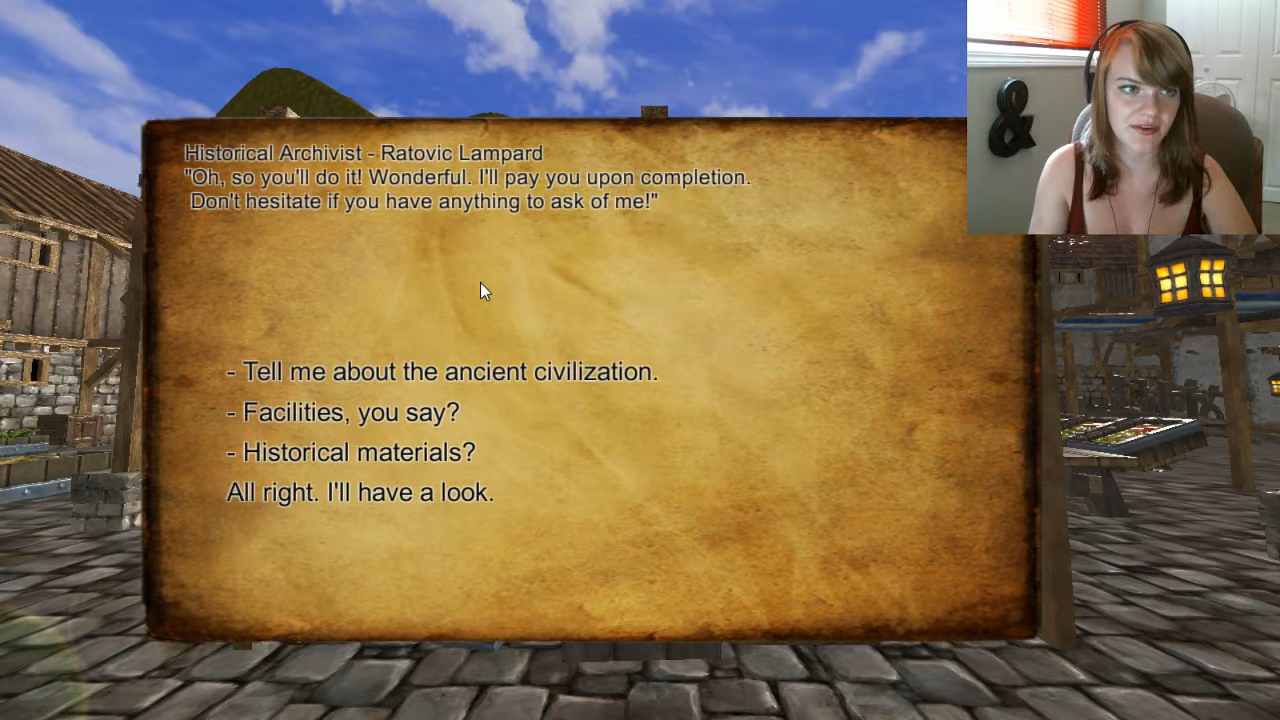 Historical Archivist - Ratovic Lampard
"Oh, so you'll do it! Wonderful. I'll pay you upon completion.
Don't hesitate if you have anything to ask of me!"
- Tell me about the ancient civilization.
- Facilities, you say?
- Historical materials?
All right. I'll have a look.
&